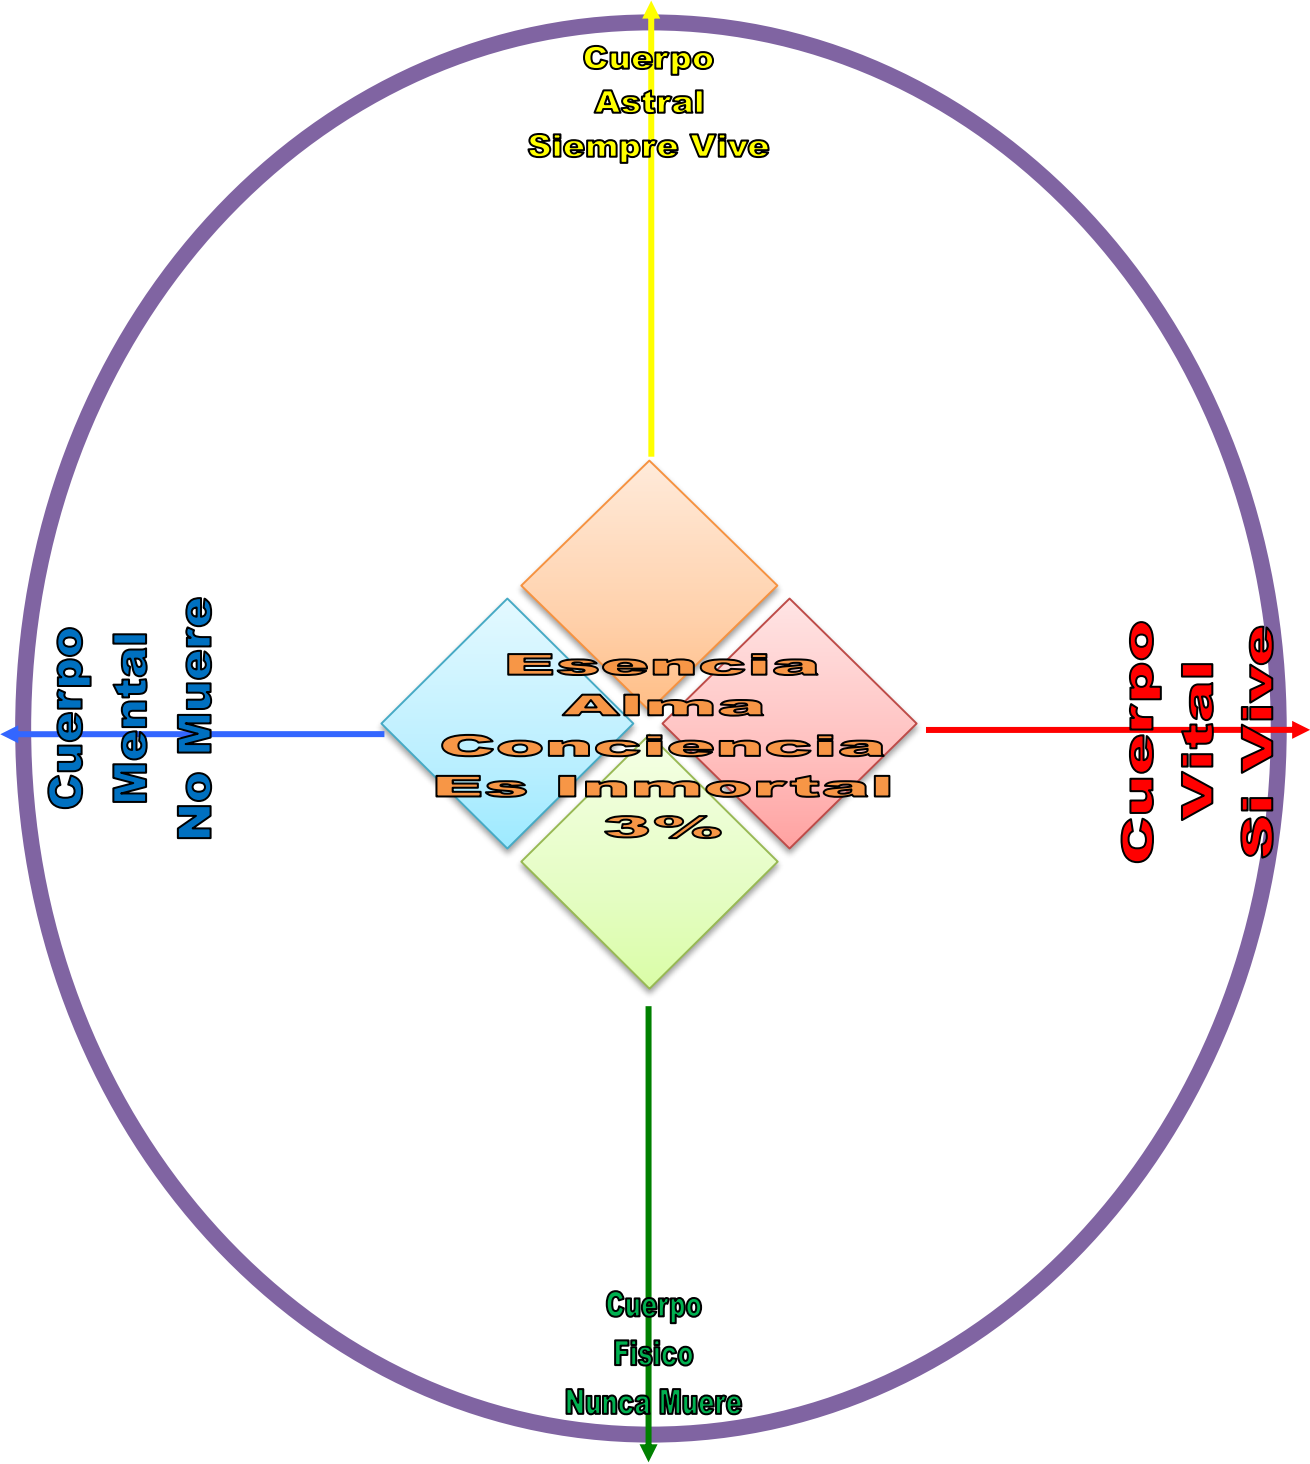 Cuerpo
Astral
Siempre Vive
Cuerpo
Mental
No Muere
Esencia
Alma
Conciencia
Es Inmortal
3%
Cuerpo
Vital
Si Vive
Cuerpo
Fisico
Nunca Muere